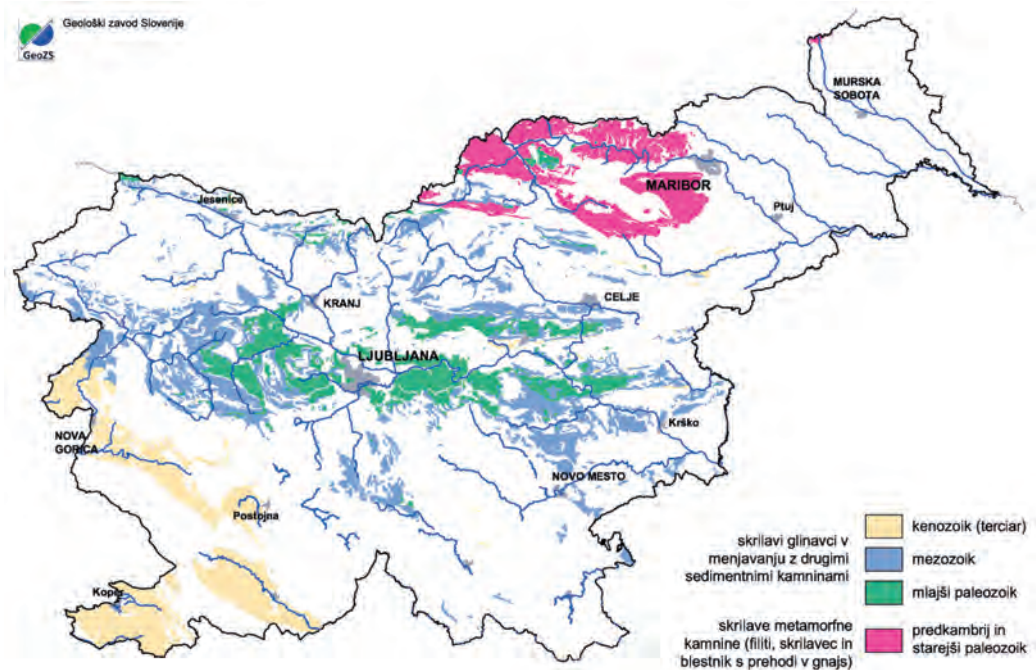 Geološki zavod Slovenije
GeoZS
MURSKA
SOBOTA
MARIBOR
Jesenice
Ptuj
KRANJ
CELJE
LJUBLJANA
Krško
NOVA
GORICA
NOVO MESTO
Postojna
Koper
skrilavi glinavci v
menjavanju z drugimi
sedimentnimi kamninami
kenozoik (terciar)
mezozoik
mlajši paleozoik
skrilave metamorfne
kamnine (filiti, skrilavec in
blestnik s prehodi v gnajs)
predkambrij in
starejši paleozoik